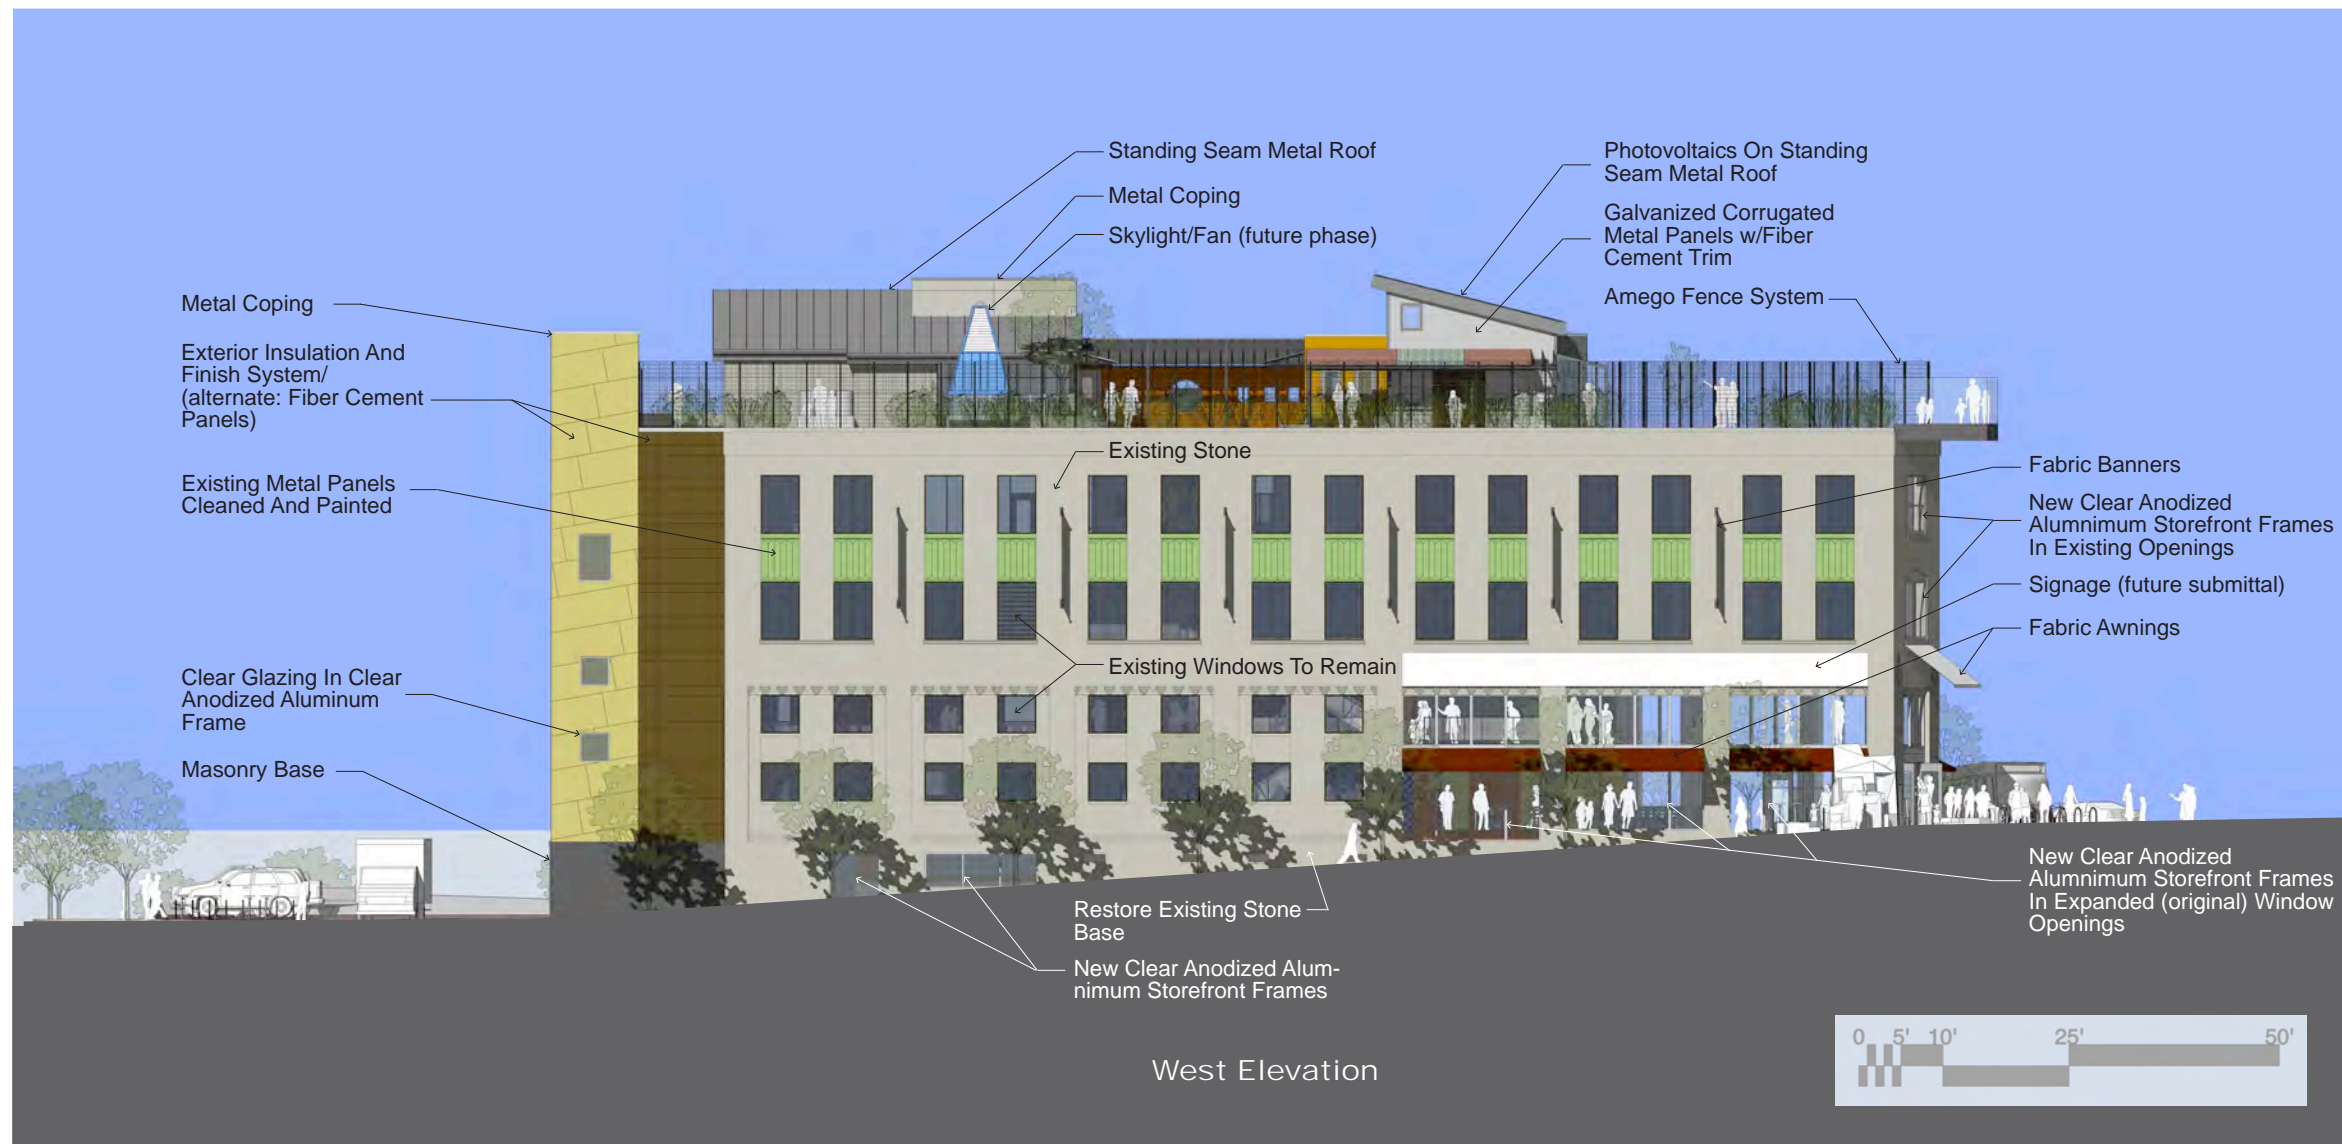 Standing Seam Metal Roof
Metal Coping
Skylight/Fan (future phase)
Photovoltaics On Standing
Seam Metal Roof
Galvanized Corrugated
Metal Panels w/Fiber
Cement Trim
Amego Fence System
Metal Coping
Exterior Insulation And
Finish System/
(alternate: Fiber Cement
Panels)
Existing Metal Panels
Cleaned And Painted
Clear Glazing In Clear
Anodized Aluminum
Frame
Masonry Base
Existing Stone
Existing Windows To Remain
Fabric Banners
New Clear Anodized
Alumnimum Storefront Frames
In Existing Openings
Signage (future submittal)
Fabric Awnings
New Clear Anodized
Alumnimum Storefront Frames
In Expanded (original) Window
Openings
Restore Existing Stone
Base
New Clear Anodized Alum-
nimum Storefront Frames
West Elevation
0 5' 10' 25' 50'